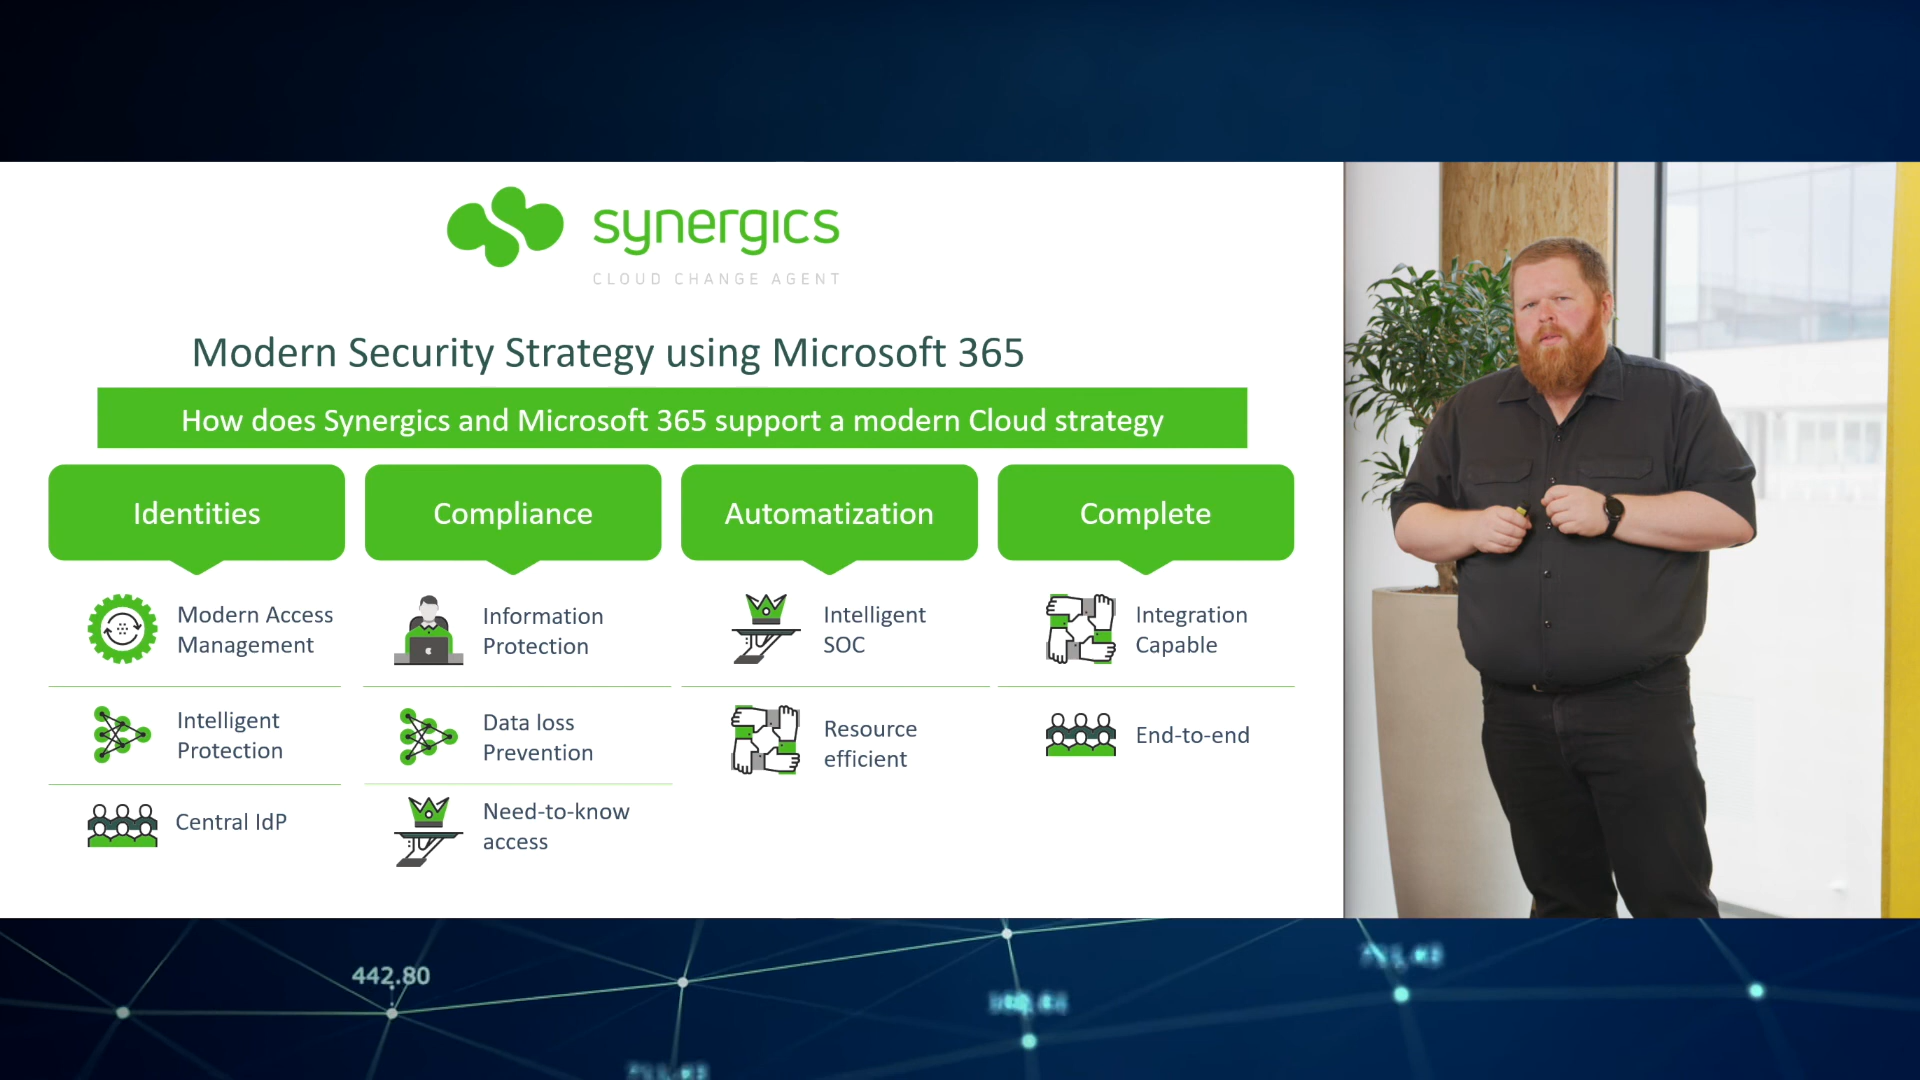 synergics
CLOUD CHANGE AGENT
Modern Security Strategy using Microsoft 365
How does Synergics and Microsoft 365 support a modern Cloud strategy
Identities
Modern Access
Management
Intelligent
Protection
Central IdP
Compliance
Information
Protection
Data loss
Prevention
Need-to-know
access
Automatization
Intelligent
SOC
Resource
efficient
Complete
Integration
Capable
End-to-end
442.80